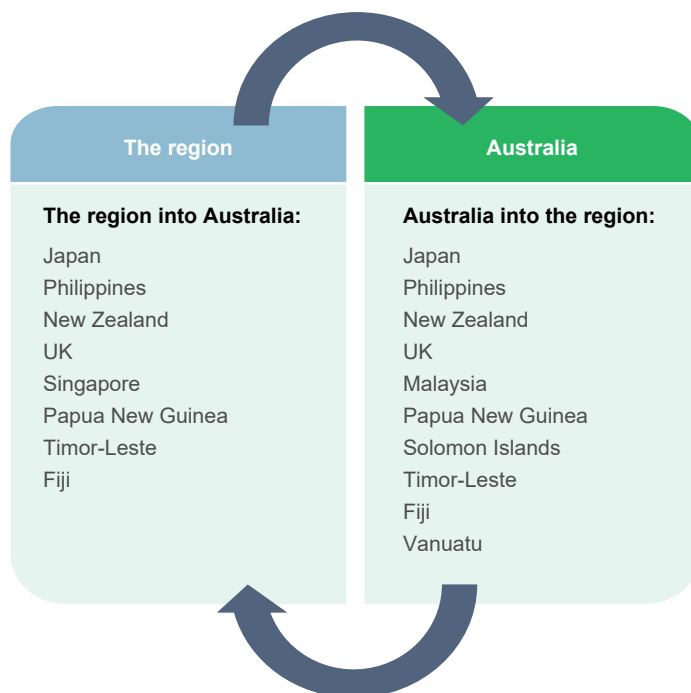 The region
The region into Australia:
Japan
Philippines
New Zealand
UK
Singapore
Papua New Guinea
Timor-Leste
Fiji
Australia
Australia into the region:
Japan
Philippines
New Zealand
UK
Malaysia
Papua New Guinea
Solomon Islands
Timor-Leste
Fiji
Vanuatu